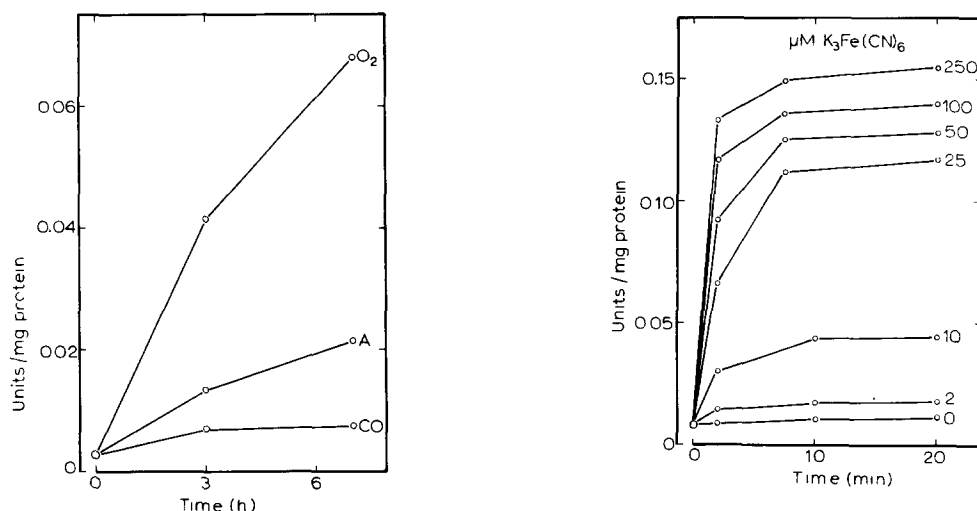 Units/mg protein
0.06
0.04
0.02
0
O₂
A
CO
0
3
6
Time (h)
Units/mg protein
0.15
0.10
0.05
0
μM K₃Fe(CN)₆
250
100
50
25
10
2
0
0
10
20
Time (min)